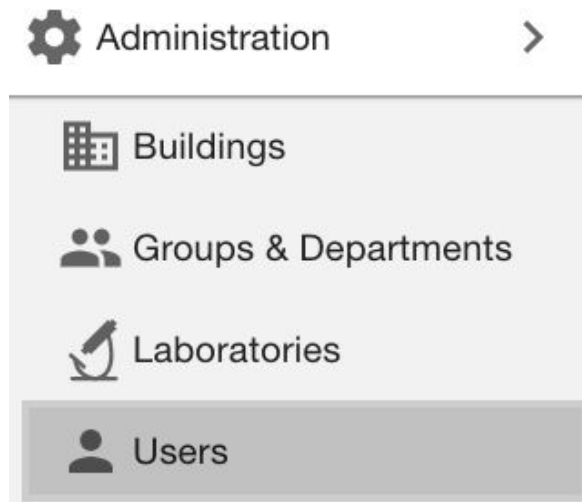 Administration
Buildings
Groups & Departments
Laboratories
Users